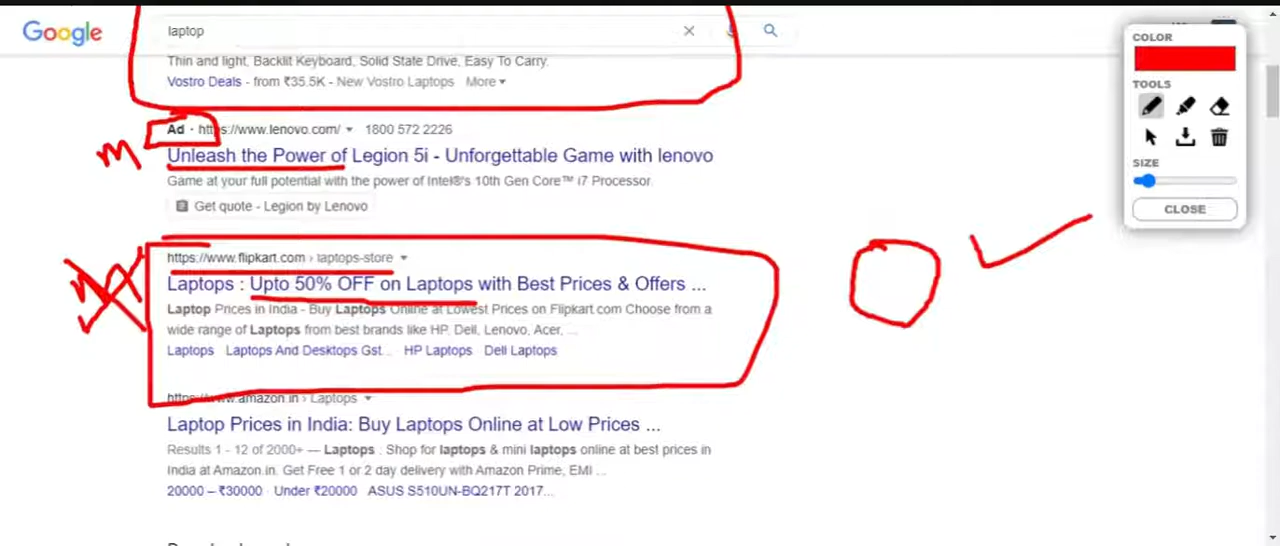 Google
laptop
Thin and light, Backlit Keyboard, Solid State Drive, Easy To Carry.
Vostro Deals - from ₹35.5K - New Vostro Laptops More
Ad · https://www.lenovo.com/ 1800 572 2226
m
Unleash the Power of Legion 5i - Unforgettable Game with lenovo
Game at your full potential with the power of Intel®'s 10th Gen Core™ i7 Processor.
Get quote - Legion by Lenovo
https://www.flipkart.com › laptops-store
Laptops : Upto 50% OFF on Laptops with Best Prices & Offers ...
Laptop Prices in India - Buy Laptops Online at Lowest Prices on Flipkart.com Choose from a
wide range of Laptops from best brands like HP, Dell, Lenovo, Acer, ...
Laptops Laptops And Desktops Gst... HP Laptops Dell Laptops
https://www.amazon.in › Laptops
Laptop Prices in India: Buy Laptops Online at Low Prices ...
Results 1 - 12 of 2000+ — Laptops . Shop for laptops & mini laptops online at best prices in
India at Amazon.in. Get Free 1 or 2 day delivery with Amazon Prime, EMI ...
20000 – ₹30000 · Under ₹20000 · ASUS S510UN-BQ217T 2017...
COLOR
TOOLS
SIZE
CLOSE